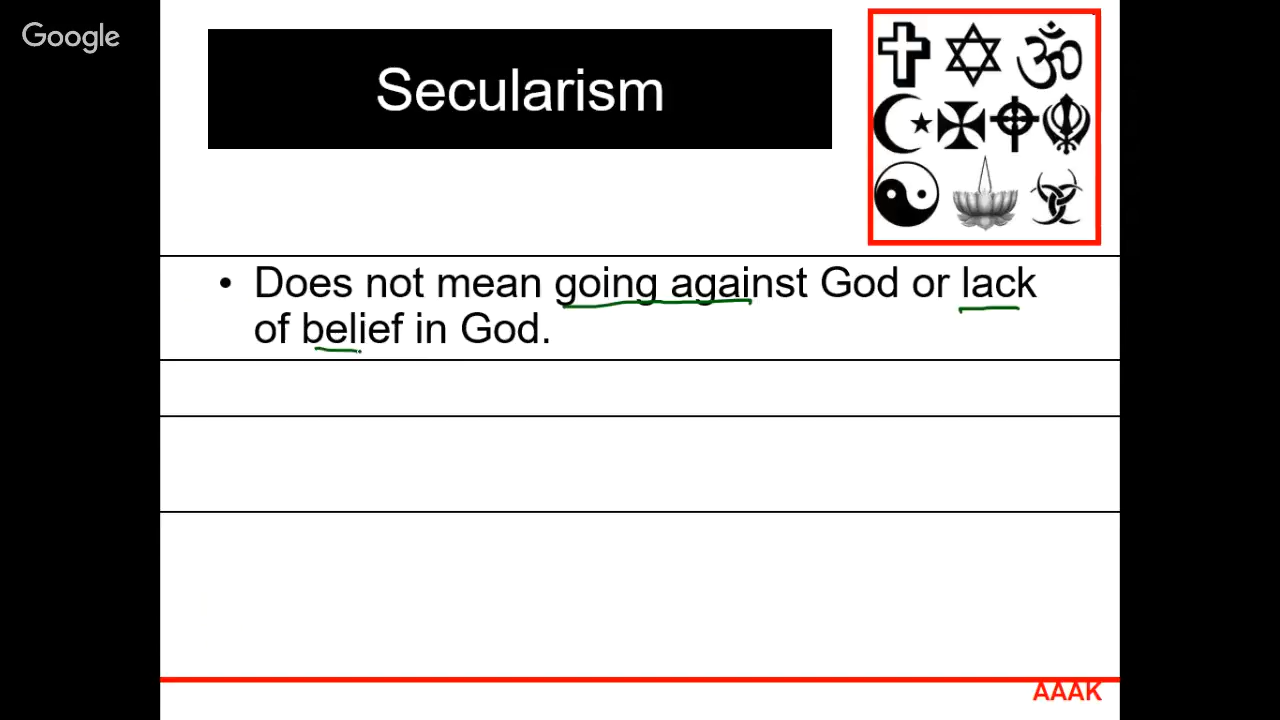 Google
Secularism
• Does not mean going against God or lack
of belief in God.
AAAK